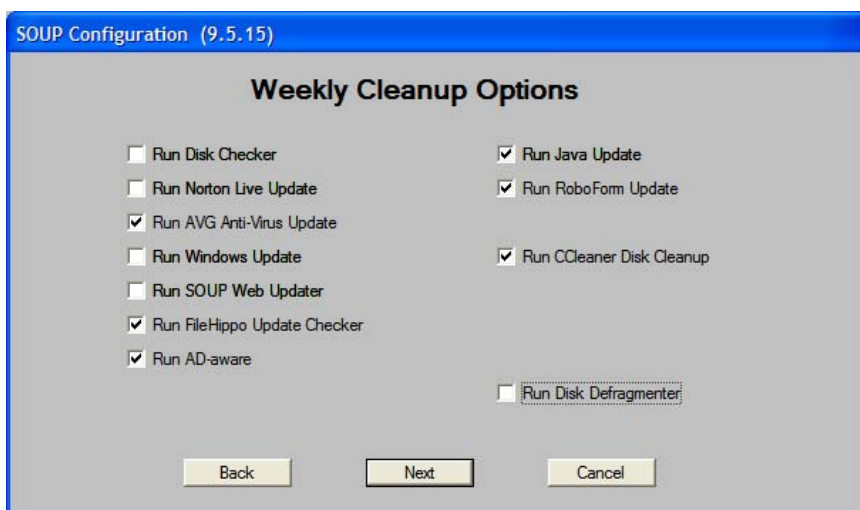 SOUP Configuration (9.5.15)
Weekly Cleanup Options
Run Disk Checker
Run Norton Live Update
Run AVG Anti-Virus Update
Run Windows Update
Run SOUP Web Updater
Run FileHippo Update Checker
Run AD-aware
Run Java Update
Run RoboForm Update
Run CCleaner Disk Cleanup
Run Disk Defragmenter
Back
Next
Cancel